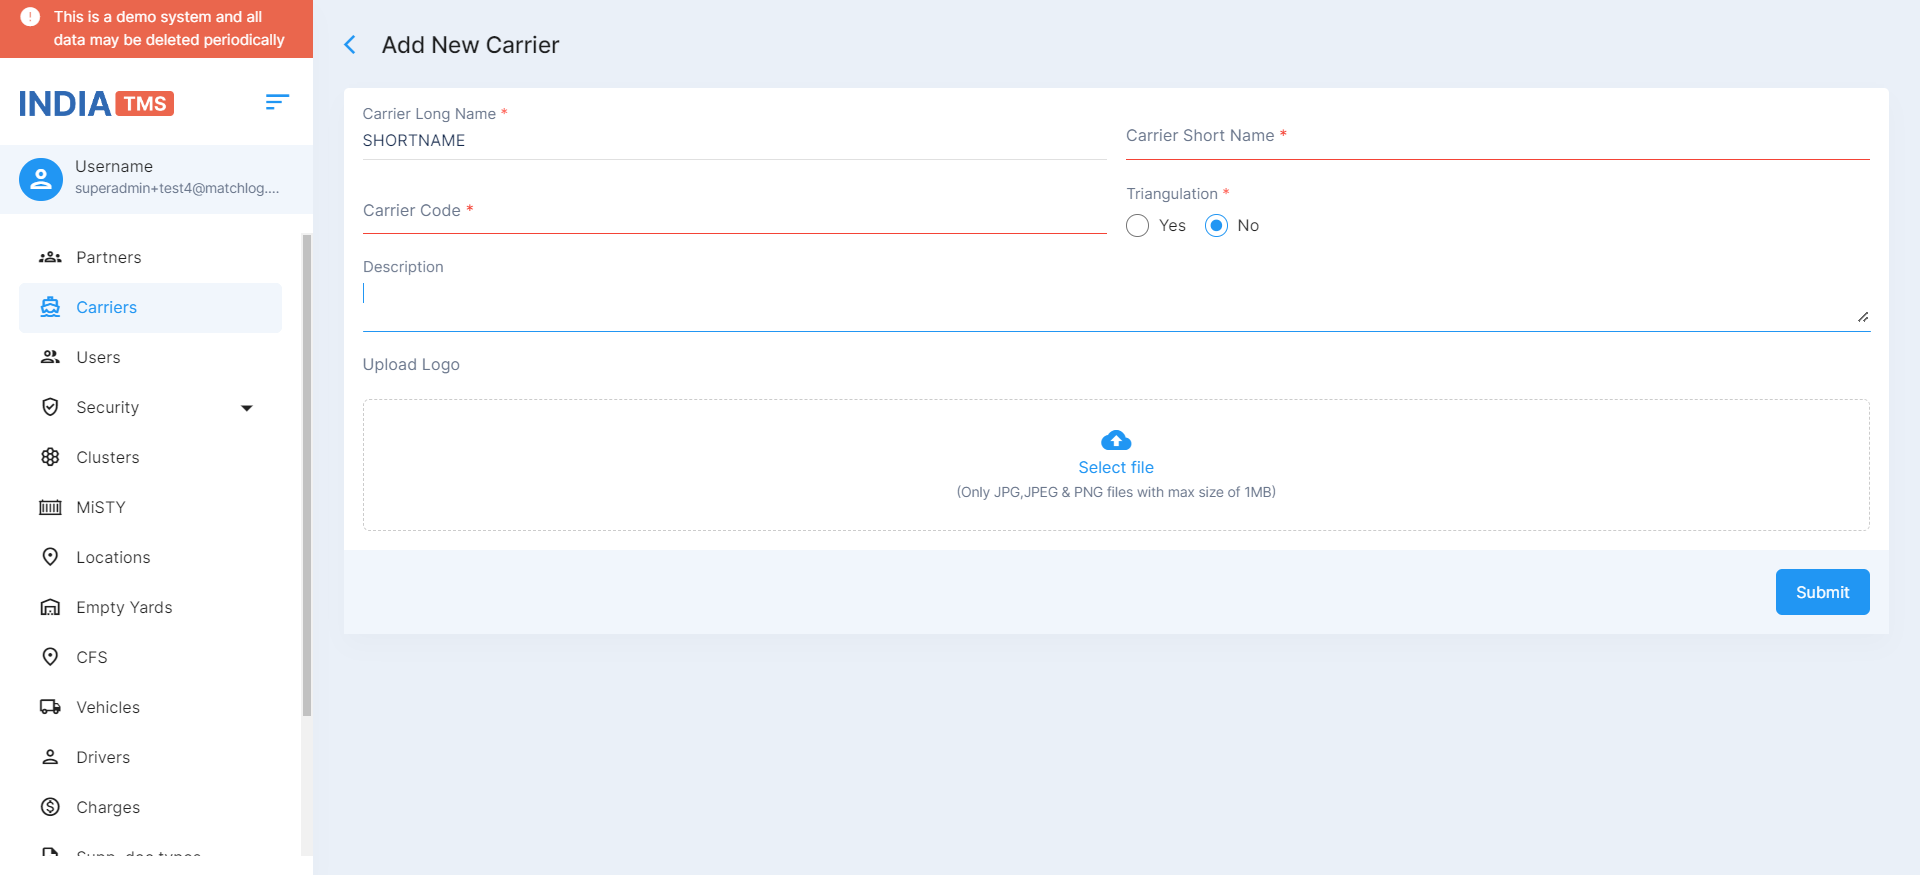 This is a demo system and all
data may be deleted periodically
INDIA TMS
Username
superadmin+test4@matchlog....
Partners
Carriers
Users
Security
Clusters
MiSTY
Locations
Empty Yards
CFS
Vehicles
Drivers
Charges
Supp. doc types
Add New Carrier
Carrier Long Name *
SHORTNAME
Carrier Short Name *
Carrier Code *
Triangulation *
Yes No
Description
Upload Logo
Select file
(Only JPG,JPEG & PNG files with max size of 1MB)
Submit